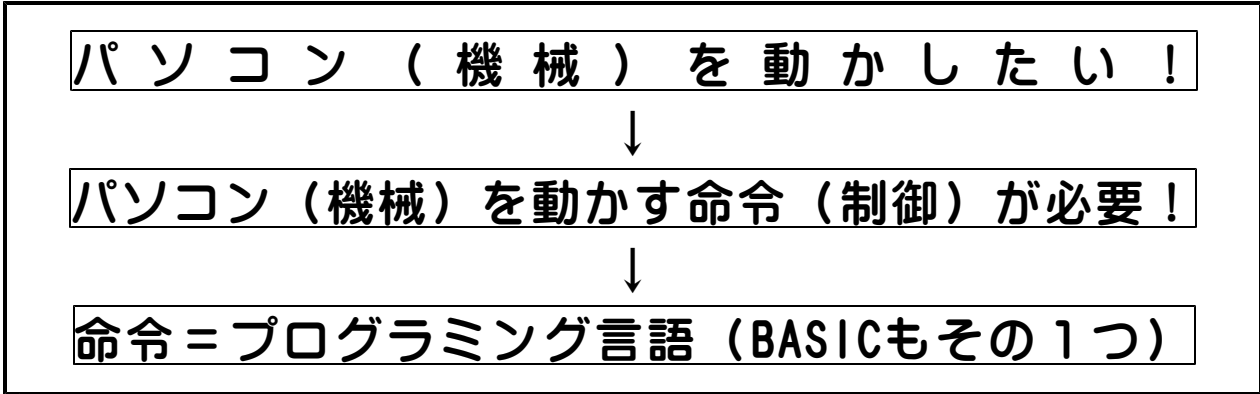 パソコン（機械）を動かしたい！
↓
パソコン（機械）を動かす命令（制御）が必要！
↓
命令＝プログラミング言語（BASICもその１つ）